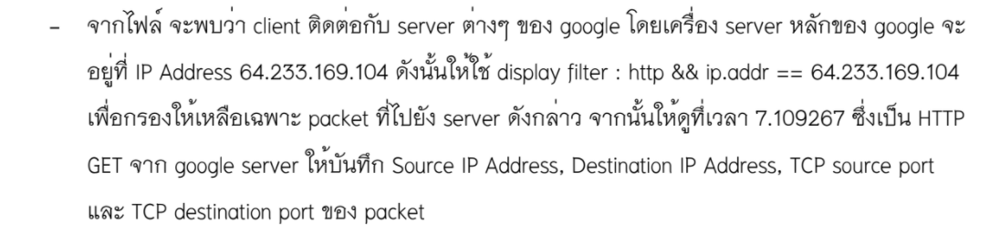 - จากไฟล์ จะพบว่า client ติดต่อกับ server ต่างๆ ของ google โดยเครื่อง server หลักของ google จะ
อยู่ที่ IP Address 64.233.169.104 ดังนั้นให้ใช้ display filter : http && ip.addr == 64.233.169.104
เพื่อกรองให้เหลือเฉพาะ packet ที่ไปยัง server ดังกล่าว จากนั้นให้ดูที่เวลา 7.109267 ซึ่งเป็น HTTP
GET จาก google server ให้บันทึก Source IP Address, Destination IP Address, TCP source port
และ TCP destination port ของ packet